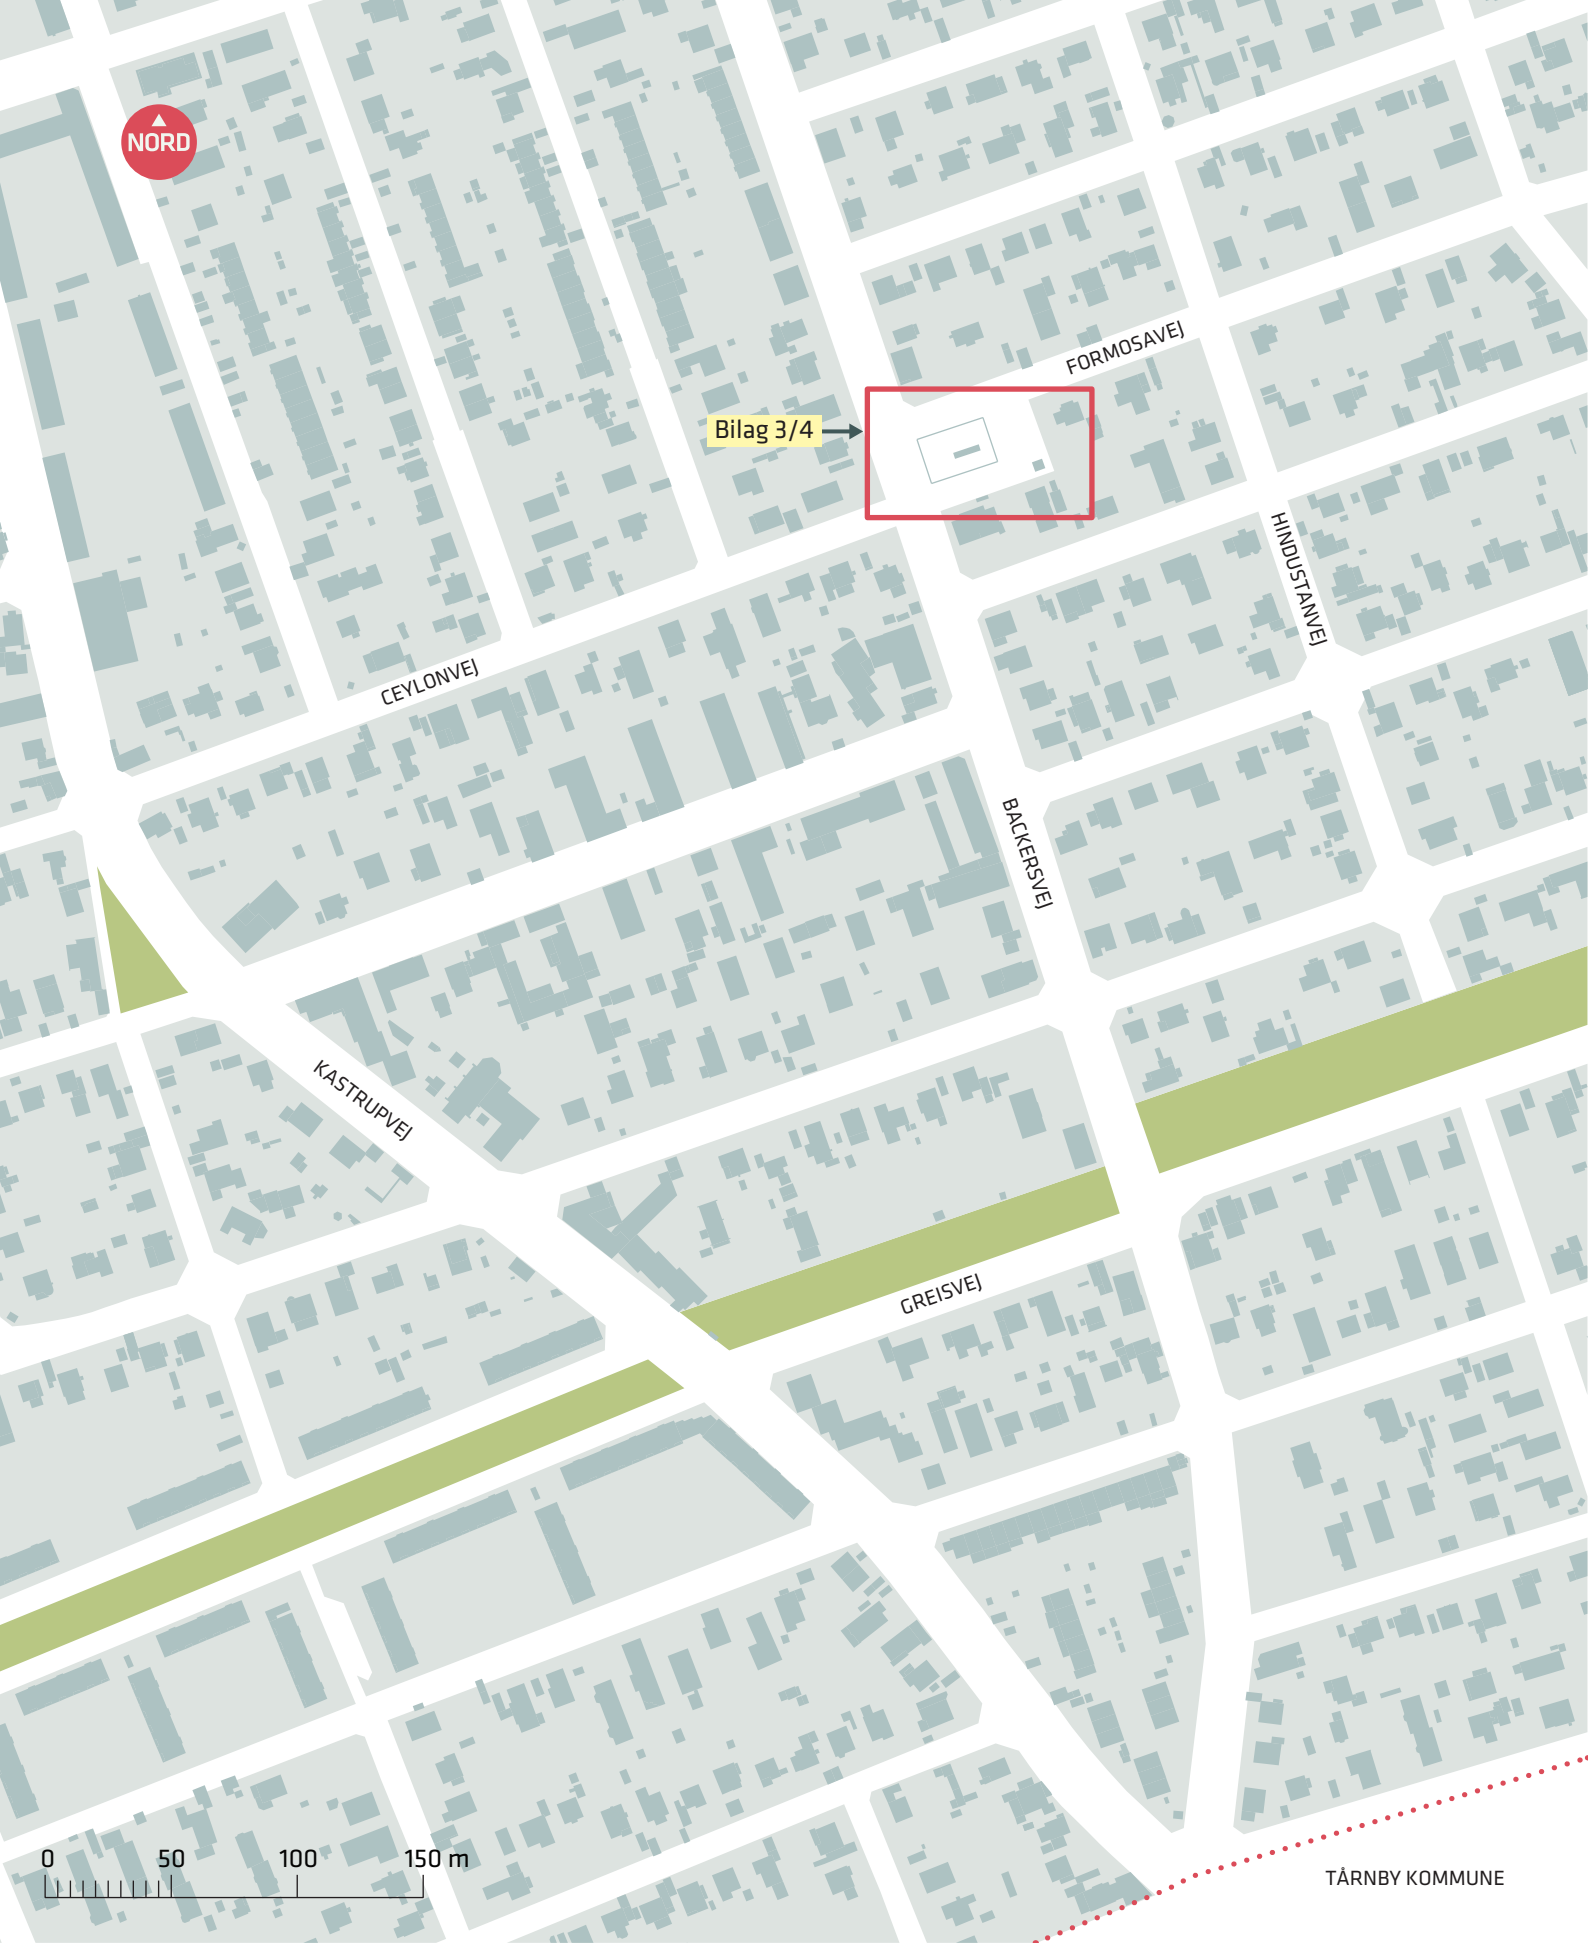 NORD
FORMOSAVEJ
Bilag 3/4
HINDUSTANVEJ
CEYLONVEJ
BACKERSVEJ
KASTRUPVEJ
GREISVEJ
0 50 100 150 m
TÅRNBY KOMMUNE